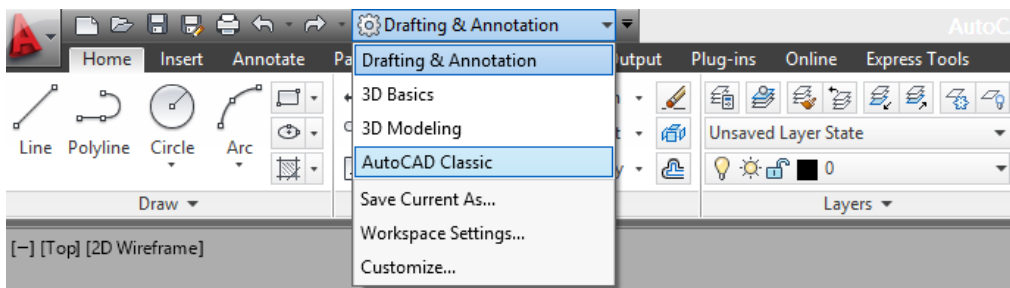 Drafting & Annotation
AutoC
Home Insert Annotate Pa Output Plug-ins Online Express Tools
Drafting & Annotation
3D Basics
3D Modeling
AutoCAD Classic
Save Current As...
Workspace Settings...
Customize...
Line Polyline Circle Arc
Unsaved Layer State
0
Draw
Layers
[−] [Top] [2D Wireframe]